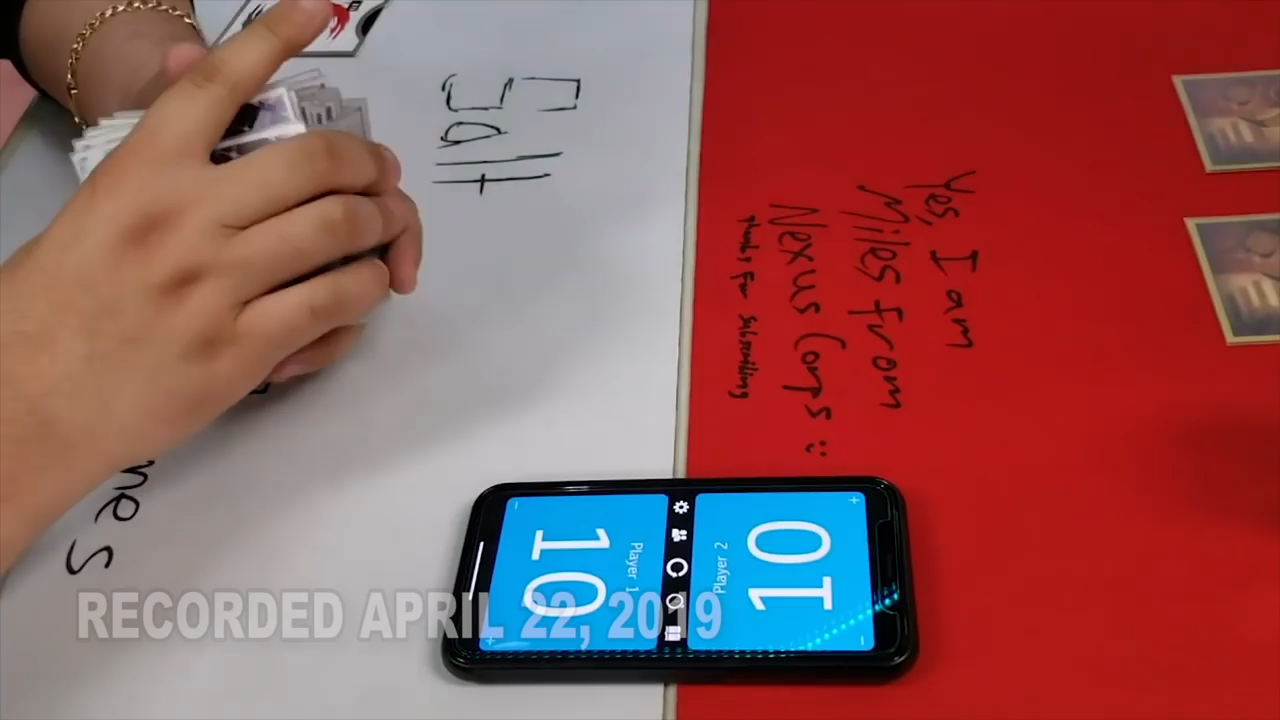 Salt
Yes, I am
Miles from
Nexus Corps :)
thanks for subscribing
mes
Player 1
10
Player 2
10
RECORDED APRIL 22, 2019